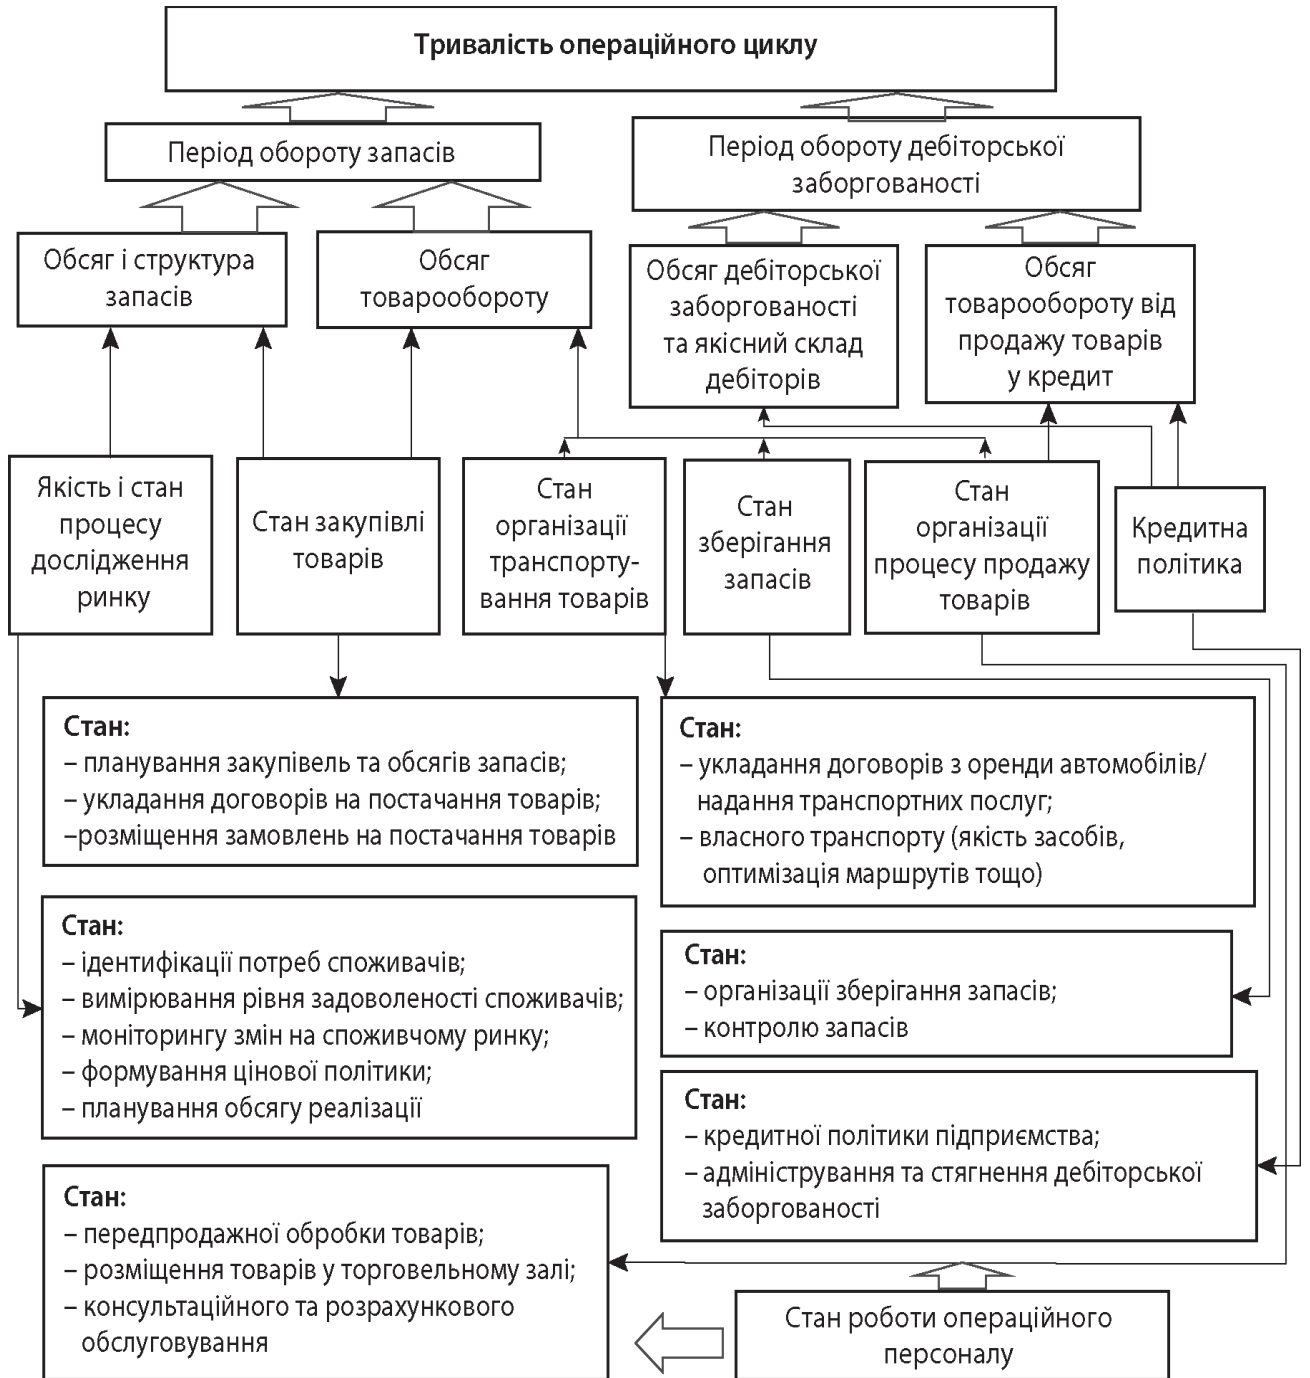 Тривалість операційного циклу
Період обороту запасів
Період обороту дебіторської
заборгованості
Обсяг і структура
запасів
Обсяг
товарообороту
Обсяг дебіторської
заборгованості
та якісний склад
дебіторів
Обсяг
товарообороту від
продажу товарів
у кредит
Якість і стан
процесу
дослідження
ринку
Стан закупівлі
товарів
Стан
організації
транспорту-
вання товарів
Стан
зберігання
запасів
Стан
організації
процесу продажу
товарів
Кредитна
політика
Стан:
– планування закупівель та обсягів запасів;
– укладання договорів на постачання товарів;
–розміщення замовлень на постачання товарів
Стан:
– укладання договорів з оренди автомобілів/
надання транспортних послуг;
– власного транспорту (якість засобів,
оптимізація маршрутів тощо)
Стан:
– ідентифікації потреб споживачів;
– вимірювання рівня задоволеності споживачів;
– моніторингу змін на споживчому ринку;
– формування цінової політики;
– планування обсягу реалізації
Стан:
– організації зберігання запасів;
– контролю запасів
Стан:
– кредитної політики підприємства;
– адміністрування та стягнення дебіторської
заборгованості
Стан:
– передпродажної обробки товарів;
– розміщення товарів у торговельному залі;
– консультаційного та розрахункового
обслуговування
Стан роботи операційного
персоналу